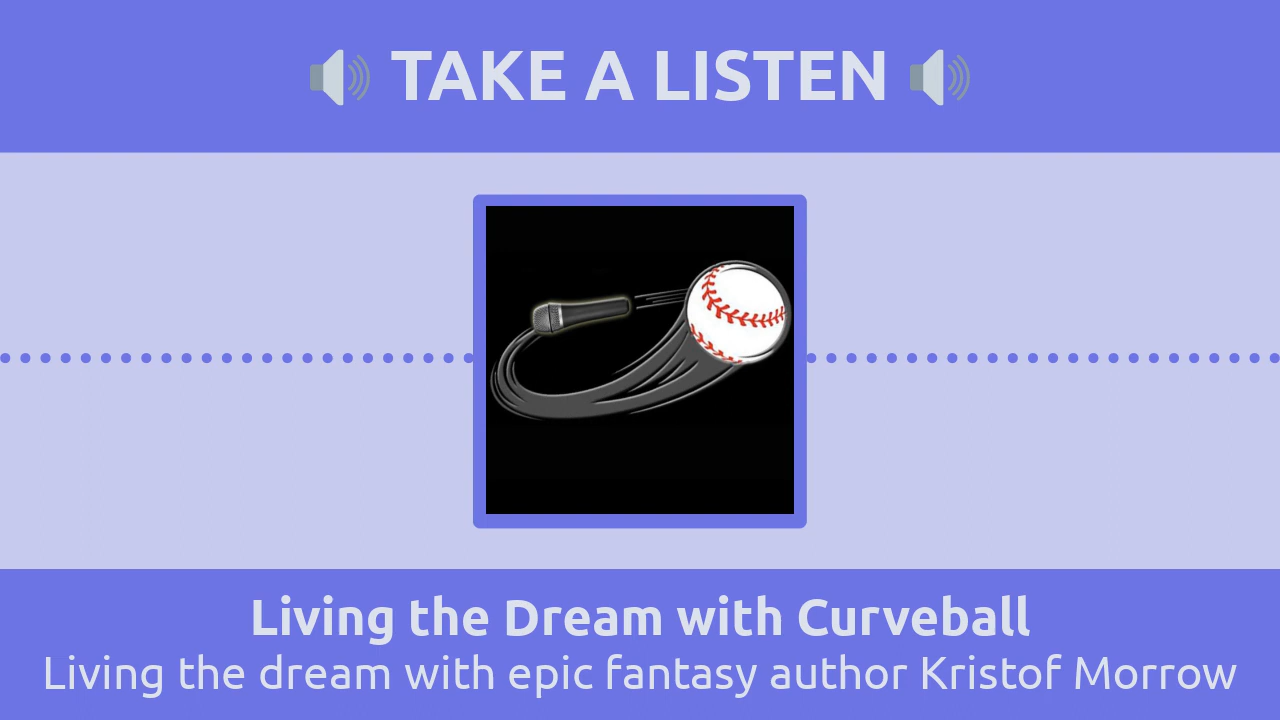 🔊 TAKE A LISTEN 🔊
Living the Dream with Curveball
Living the dream with epic fantasy author Kristof Morrow